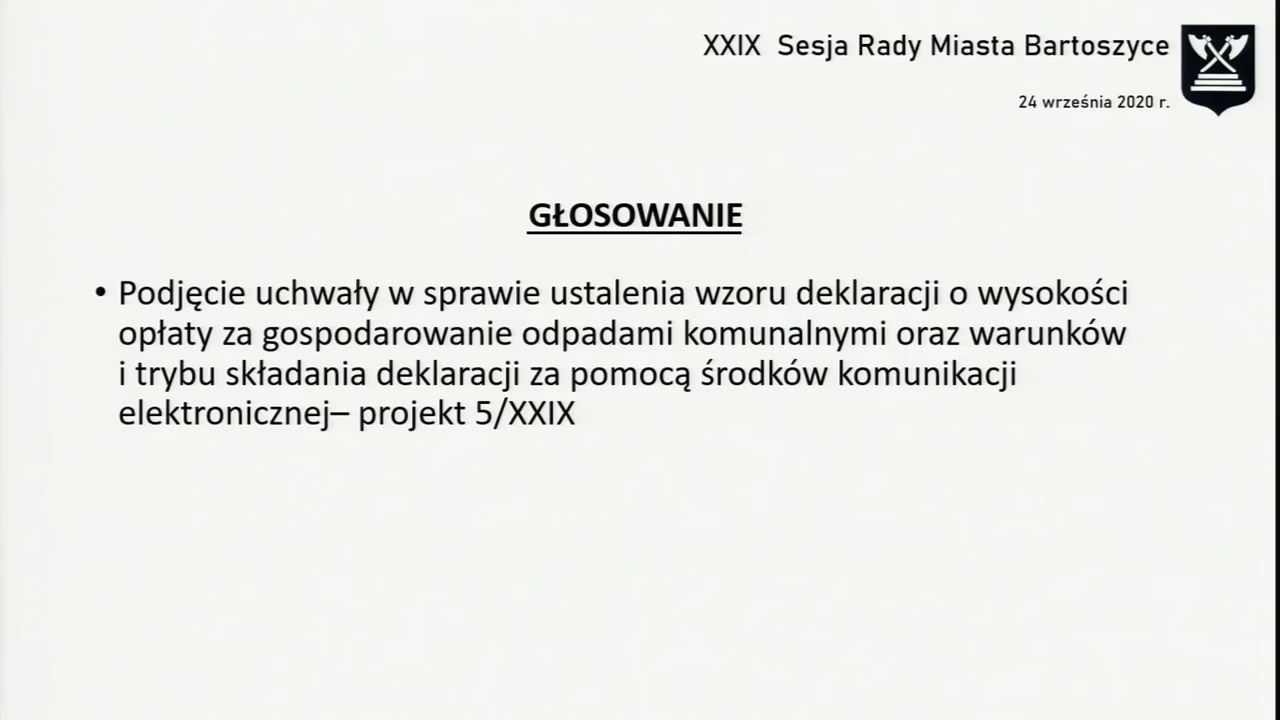 XXIX Sesja Rady Miasta Bartoszyce
24 września 2020 r.
GŁOSOWANIE
• Podjęcie uchwały w sprawie ustalenia wzoru deklaracji o wysokości
opłaty za gospodarowanie odpadami komunalnymi oraz warunków
i trybu składania deklaracji za pomocą środków komunikacji
elektronicznej– projekt 5/XXIX